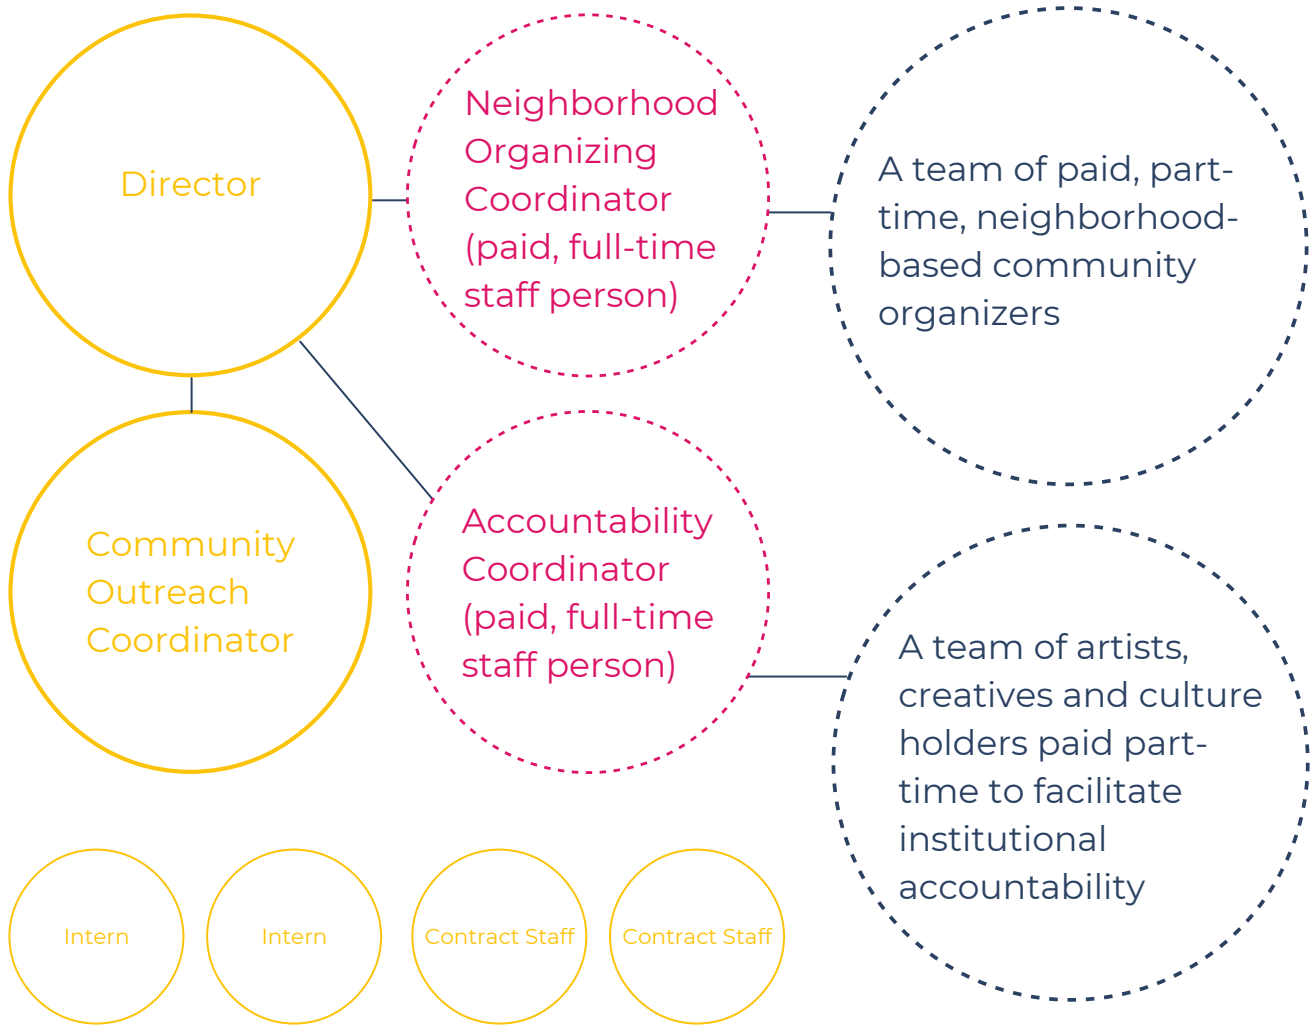 Director
Neighborhood
Organizing
Coordinator
(paid, full-time
staff person)
A team of paid, part-
time, neighborhood-
based community
organizers
Community
Outreach
Coordinator
Accountability
Coordinator
(paid, full-time
staff person)
A team of artists,
creatives and culture
holders paid part-
time to facilitate
institutional
accountability
Intern
Intern
Contract Staff
Contract Staff